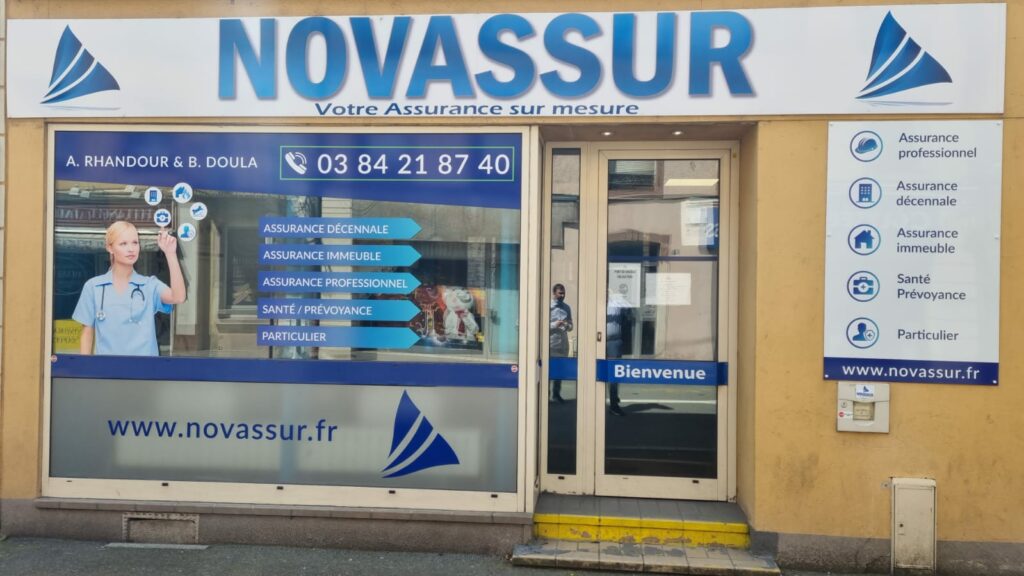 NOVASSUR
Votre Assurance sur mesure
A. RHANDOUR & B. DOULA
03 84 21 87 40
ASSURANCE DÉCENNALE
ASSURANCE IMMEUBLE
ASSURANCE PROFESSIONNEL
SANTÉ / PRÉVOYANCE
PARTICULIER
www.novassur.fr
Bienvenue
Assurance
professionnel
Assurance
décennale
Assurance
immeuble
Santé
Prévoyance
Particulier
www.novassur.fr